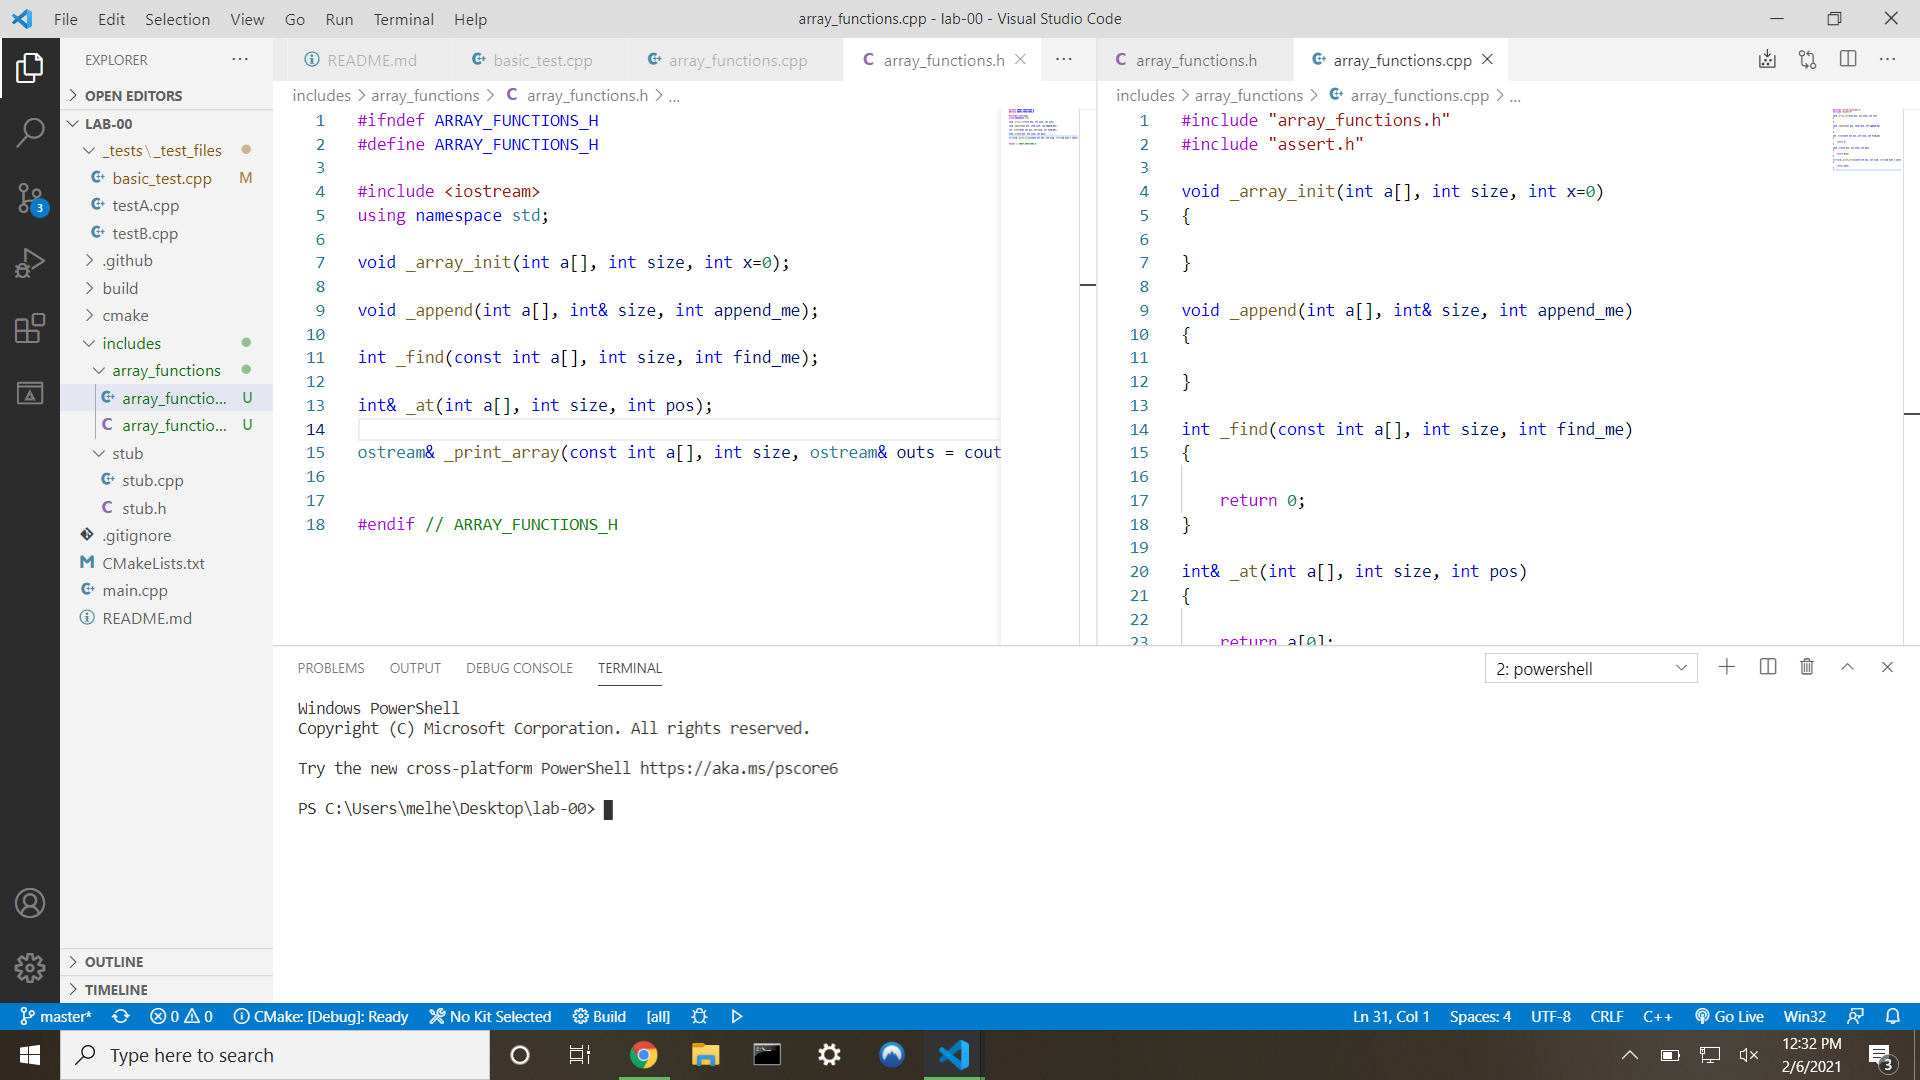 File Edit Selection View Go Run Terminal Help
array_functions.cpp - lab-00 - Visual Studio Code
EXPLORER
OPEN EDITORS
LAB-00
_tests\_test_files
basic_test.cpp M
testA.cpp
testB.cpp
.github
build
cmake
includes
array_functions
array_functio... U
array_functio... U
stub
stub.cpp
stub.h
.gitignore
CMakeLists.txt
main.cpp
README.md
OUTLINE
TIMELINE
3
README.md basic_test.cpp array_functions.cpp array_functions.h
includes > array_functions > C array_functions.h > ...
1 #ifndef ARRAY_FUNCTIONS_H
2 #define ARRAY_FUNCTIONS_H
3
4 #include <iostream>
5 using namespace std;
6
7 void _array_init(int a[], int size, int x=0);
8
9 void _append(int a[], int& size, int append_me);
10
11 int _find(const int a[], int size, int find_me);
12
13 int& _at(int a[], int size, int pos);
14
15 ostream& _print_array(const int a[], int size, ostream& outs = cout
16
17
18 #endif // ARRAY_FUNCTIONS_H
array_functions.h array_functions.cpp
includes > array_functions > array_functions.cpp > ...
1 #include "array_functions.h"
2 #include "assert.h"
3
4 void _array_init(int a[], int size, int x=0)
5 {
6
7 }
8
9 void _append(int a[], int& size, int append_me)
10 {
11
12 }
13
14 int _find(const int a[], int size, int find_me)
15 {
16
17 return 0;
18 }
19
20 int& _at(int a[], int size, int pos)
21 {
22
23 return a[0];
PROBLEMS OUTPUT DEBUG CONSOLE TERMINAL
2: powershell
Windows PowerShell
Copyright (C) Microsoft Corporation. All rights reserved.
Try the new cross-platform PowerShell https://aka.ms/pscore6
PS C:\Users\melhe\Desktop\lab-00>
master* 0 0 CMake: [Debug]: Ready No Kit Selected Build [all]
Ln 31, Col 1 Spaces: 4 UTF-8 CRLF C++ Go Live Win32
Type here to search
12:32 PM
2/6/2021
3